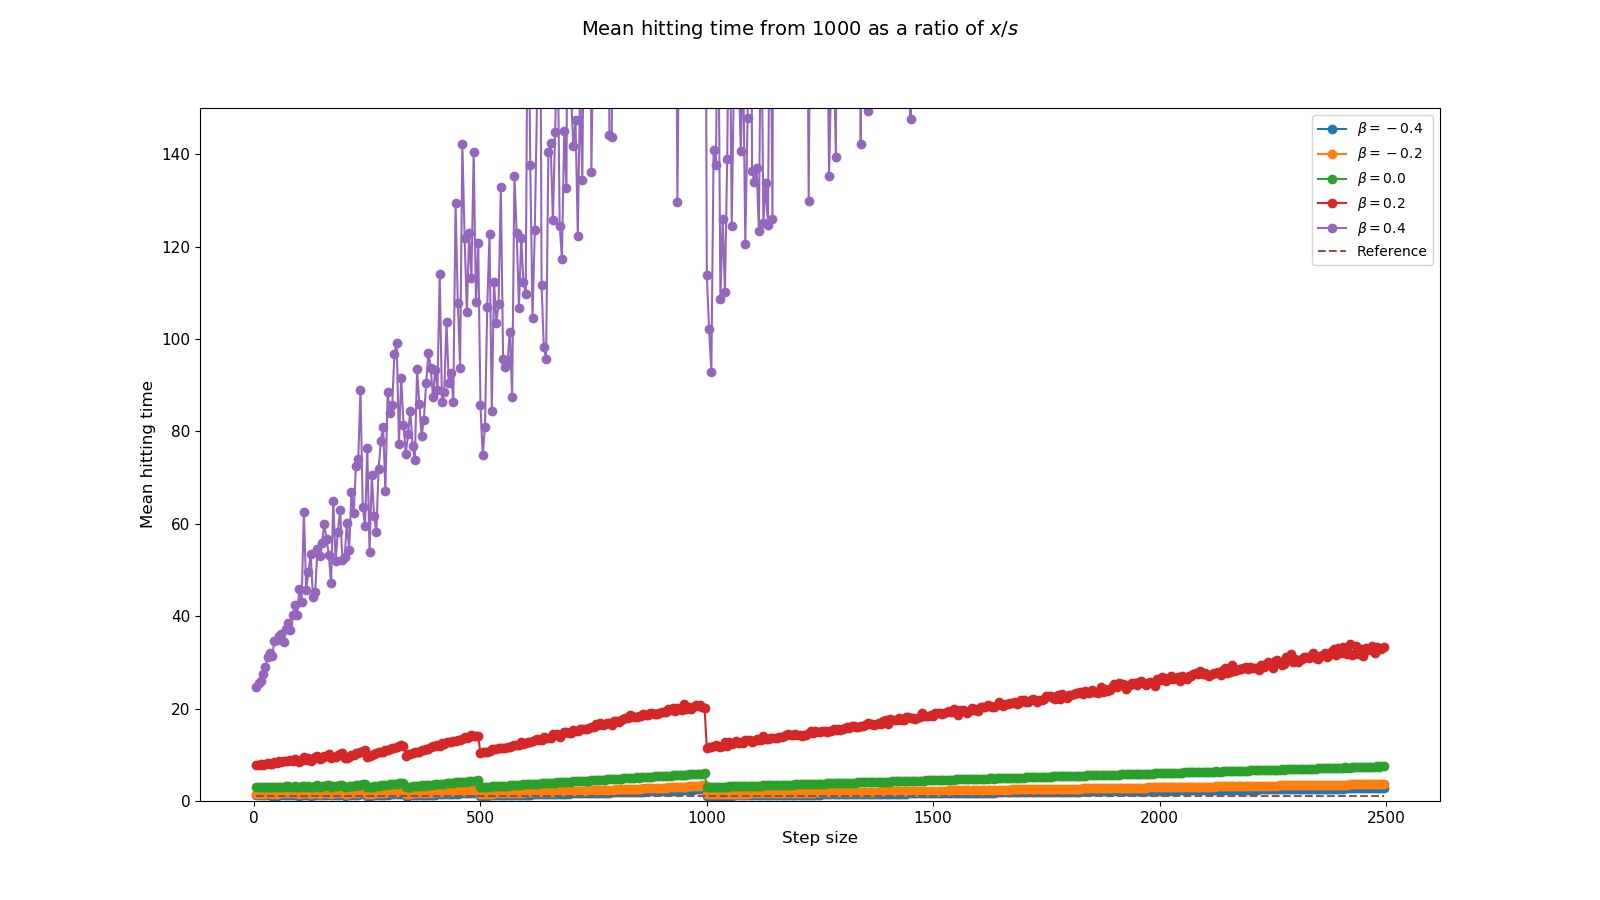 Mean hitting time from 1000 as a ratio of x/s
Mean hitting time
140
120
100
80
60
40
20
0
0 500 1000 1500 2000 2500
Step size
β = −0.4
β = −0.2
β = 0.0
β = 0.2
β = 0.4
Reference